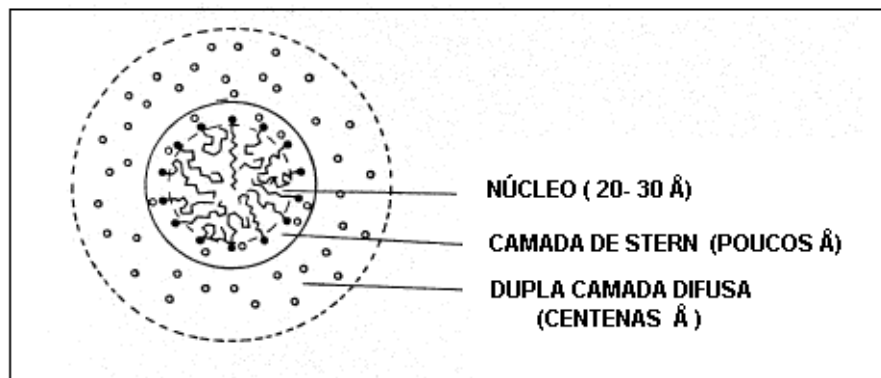 NÚCLEO ( 20- 30 Å)
CAMADA DE STERN (POUCOS Å)
DUPLA CAMADA DIFUSA
(CENTENAS Å )